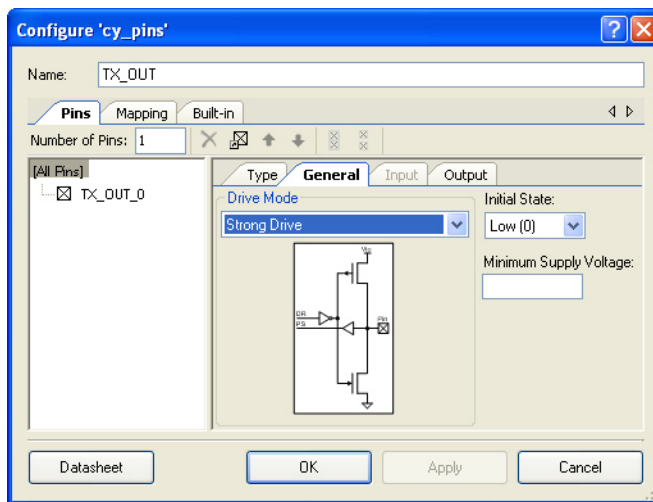 Configure 'cy_pins'
Name: TX_OUT
Pins Mapping Built-in
Number of Pins: 1
[All Pins]
TX_OUT_0
Type General Input Output
Drive Mode
Strong Drive
Initial State:
Low (0)
Minimum Supply Voltage:
Vio
DR
PS
Pin
Datasheet OK Apply Cancel